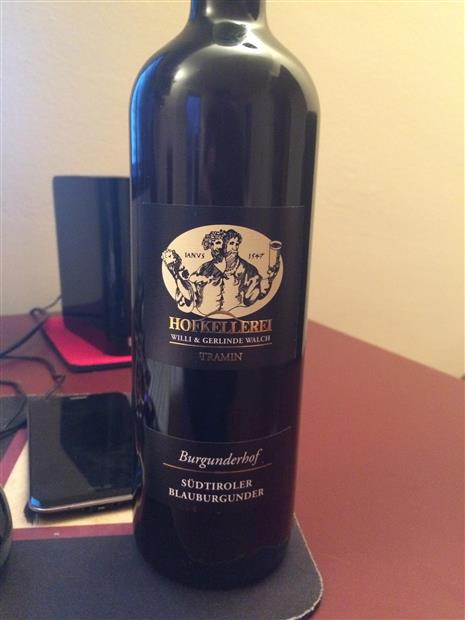 IANVS 1547
HOFKELLEREI
WILLI & GERLINDE WALCH
TRAMIN
Burgunderhof
SÜDTIROLER
BLAUBURGUNDER